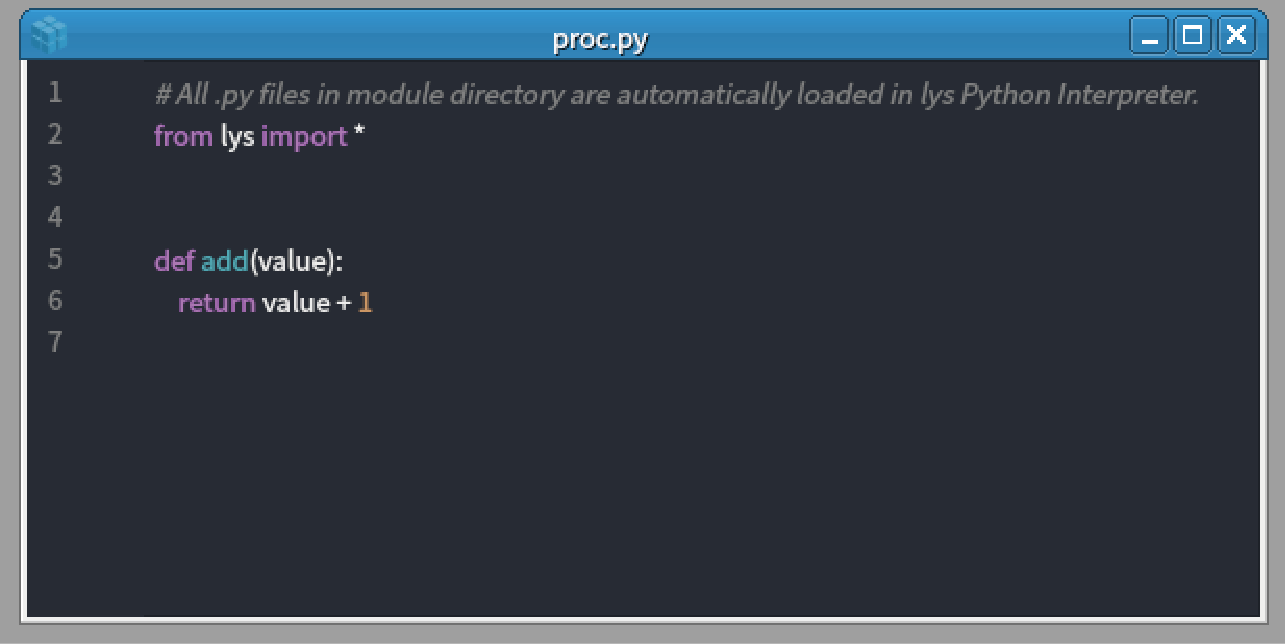 proc.py
1 # All .py files in module directory are automatically loaded in lys Python Interpreter.
2 from lys import *
3
4
5 def add(value):
6     return value + 1
7